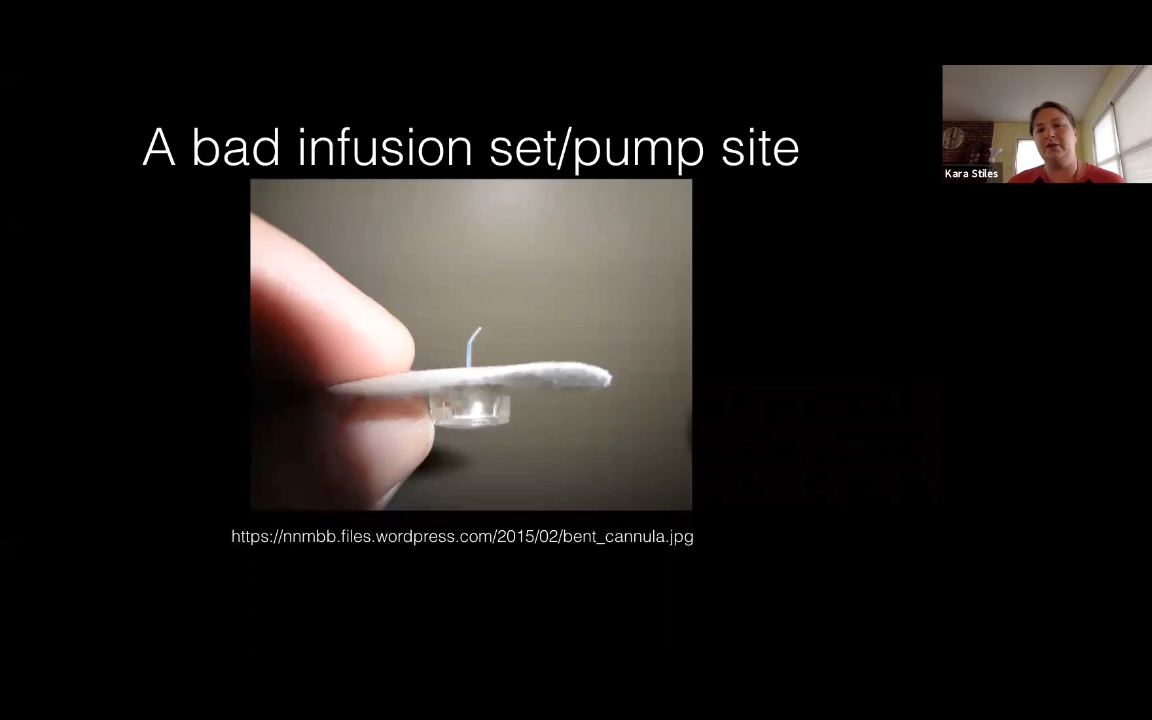 A bad infusion set/pump site
Kara Stiles
https://nnmbb.files.wordpress.com/2015/02/bent_cannula.jpg